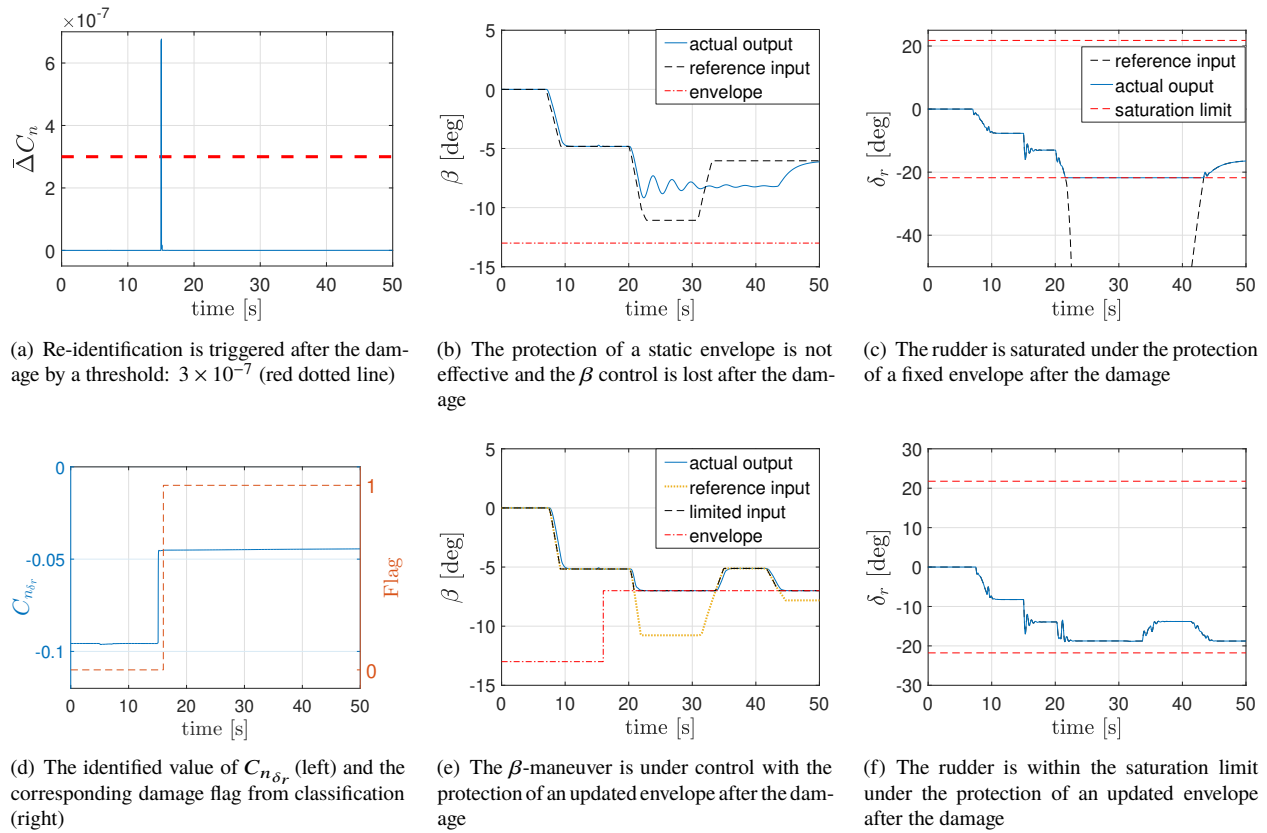 ×10⁻⁷
6
4
2
0
0 10 20 30 40 50
time [s]
Δ̄C_n
(a) Re-identification is triggered after the dam-
age by a threshold: 3 × 10⁻⁷ (red dotted line)
5
0
-5
-10
-15
0 10 20 30 40 50
time [s]
β [deg]
actual output
reference input
envelope
(b) The protection of a static envelope is not
effective and the β control is lost after the dam-
age
20
0
-20
-40
0 10 20 30 40 50
time [s]
δ_r [deg]
reference input
actual ouput
saturation limit
(c) The rudder is saturated under the protection
of a fixed envelope after the damage
0
-0.05
-0.1
0 10 20 30 40 50
time [s]
C_{n_{δ_r}}
1
0
Flag
(d) The identified value of C_{n_{δ_r}} (left) and the
corresponding damage flag from classification
(right)
5
0
-5
-10
-15
0 10 20 30 40 50
time [s]
β [deg]
actual output
reference input
limited input
envelope
(e) The β-maneuver is under control with the
protection of an updated envelope after the dam-
age
30
20
10
0
-10
-20
-30
0 10 20 30 40 50
time [s]
δ_r [deg]
(f) The rudder is within the saturation limit
under the protection of an updated envelope
after the damage